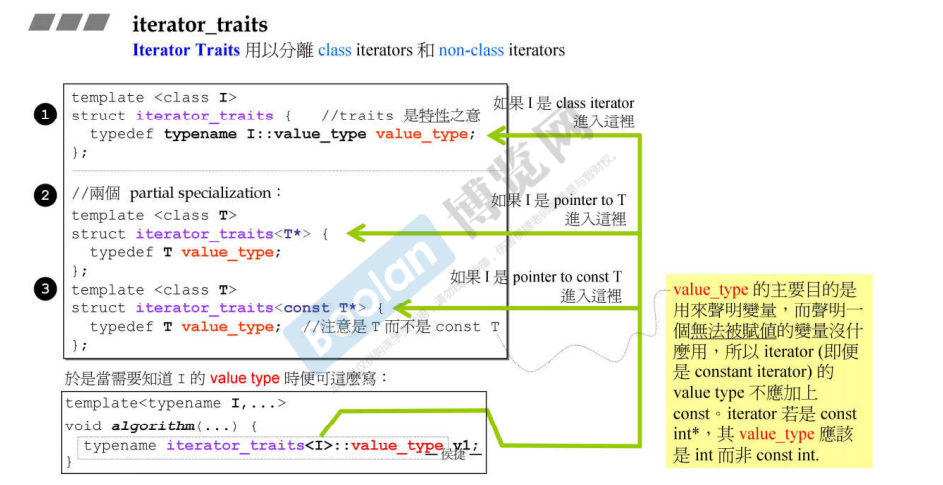 iterator_traits
Iterator Traits 用以分離 class iterators 和 non-class iterators
1
template <class I>
struct iterator_traits { //traits 是特性之意
typedef typename I::value_type value_type;
};
如果 I 是 class iterator
進入這裡
2
//兩個 partial specialization：
template <class T>
struct iterator_traits<T*> {
typedef T value_type;
};
如果 I 是 pointer to T
進入這裡
3
template <class T>
struct iterator_traits<const T*> {
typedef T value_type; //注意是 T 而不是 const T
};
如果 I 是 pointer to const T
進入這裡
value_type 的主要目的是
用來聲明變量，而聲明一
個無法被賦值的變量沒什
麼用，所以 iterator (即便
是 constant iterator) 的
value type 不應加上
const。iterator 若是 const
int*，其 value_type 應該
是 int 而非 const int.
於是當需要知道 I 的 value type 時便可這麼寫：
template<typename I,...>
void algorithm(...) {
typename iterator_traits<I>::value_type v1;
}
— 侯捷 —
Boolan
博览网